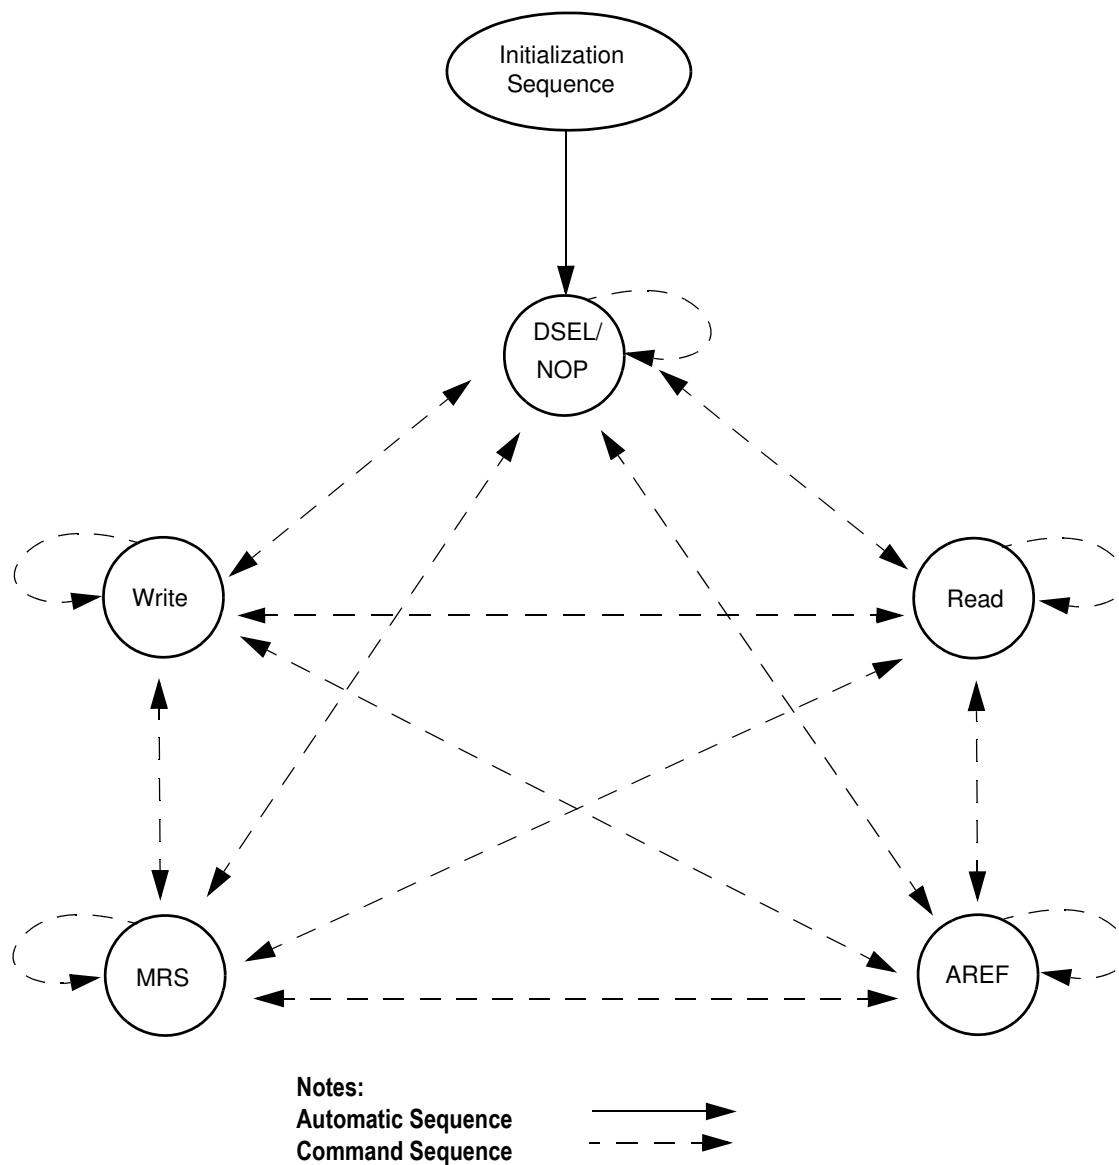 Initialization
Sequence
DSEL/
NOP
Write
Read
MRS
AREF
Notes:
Automatic Sequence
Command Sequence